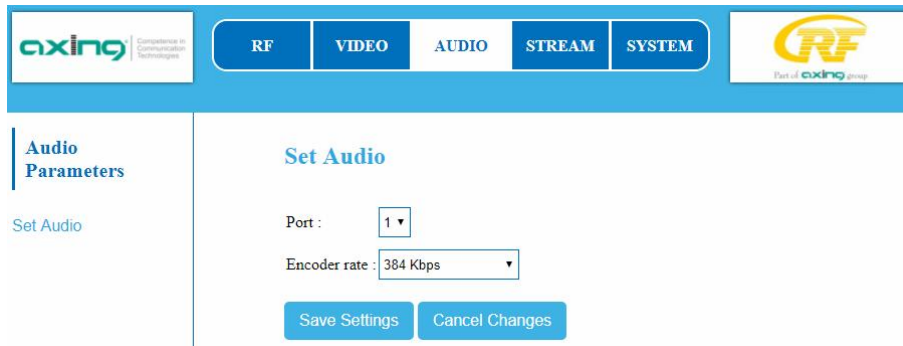 axing
Competence in
Communication
Technologies
RF
VIDEO
AUDIO
STREAM
SYSTEM
RF
Part of axing group
Audio
Parameters
Set Audio
Set Audio
Port :
1
Encoder rate :
384 Kbps
Save Settings
Cancel Changes